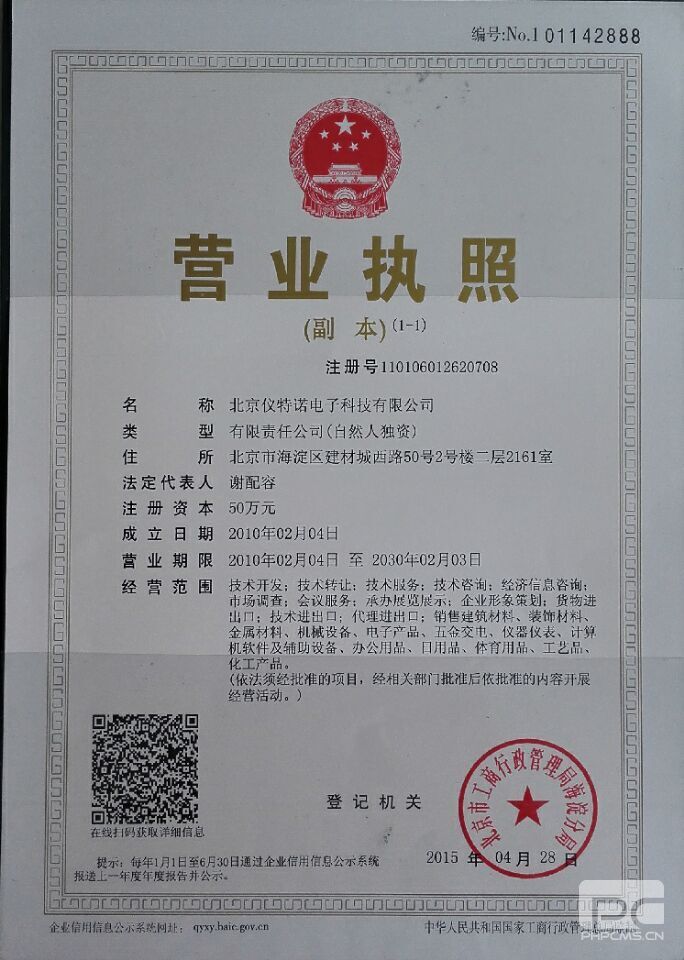 编号:No.1 01142888
营业执照
(副 本)(1-1)
注册号110106012620708
名 称 北京仪特诺电子科技有限公司
类 型 有限责任公司(自然人独资)
住 所 北京市海淀区建材城西路50号2号楼二层2161室
法定代表人 谢配容
注册资本 50万元
成立日期 2010年02月04日
营业期限 2010年02月04日 至 2030年02月03日
经营范围 技术开发；技术转让；技术服务；技术咨询；经济信息咨询；
市场调查；会议服务；承办展览展示；企业形象策划；货物进
出口；技术进出口；代理进出口；销售建筑材料、装饰材料、
金属材料、机械设备、电子产品、五金交电、仪器仪表、计算
机软件及辅助设备、办公用品、日用品、体育用品、工艺品、
化工产品。
(依法须经批准的项目，经相关部门批准后依批准的内容开展
经营活动。)
在线扫码获取详细信息
登记机关
北京市工商行政管理局海淀分局
2015 年 04 月 28 日
提示：每年1月1日至6月30日通过企业信用信息公示系统
报送上一年度年度报告并公示。
企业信用信息公示系统网址： qyxy.baic.gov.cn
中华人民共和国国家工商行政管理总局监制
PC
PHPCMS.CN